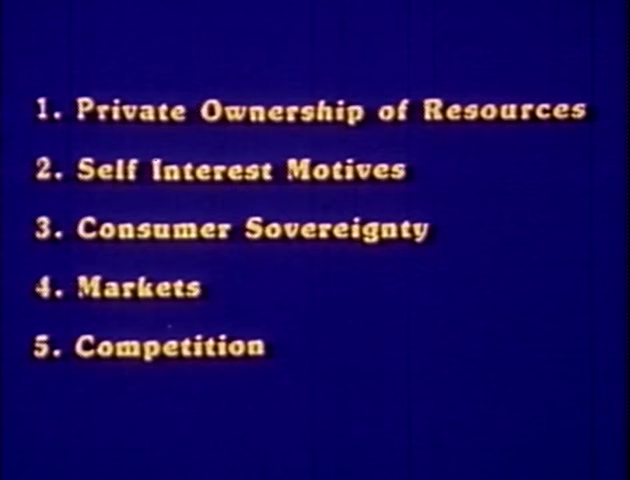 1. Private Ownership of Resources
2. Self Interest Motives
3. Consumer Sovereignty
4. Markets
5. Competition